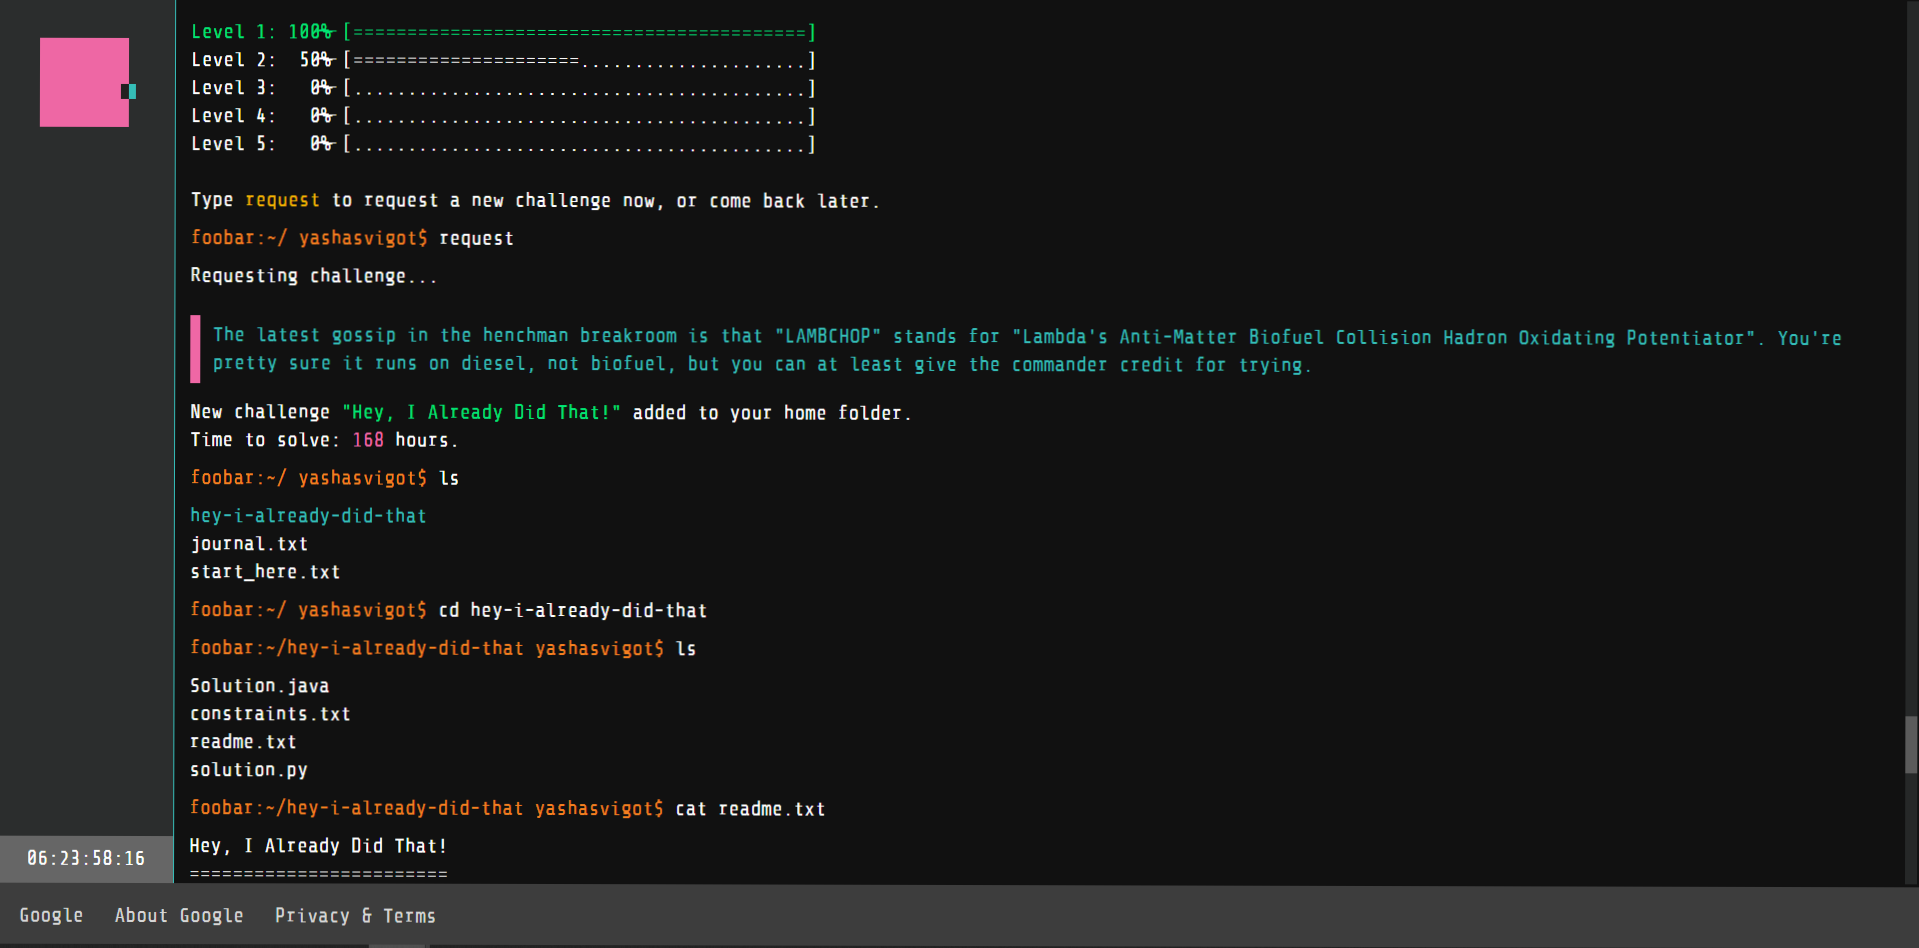 Level 1: 100% [==========================================]
Level 2:  50% [=====================.....................]
Level 3:   0% [..........................................]
Level 4:   0% [..........................................]
Level 5:   0% [..........................................]
Type request to request a new challenge now, or come back later.
foobar:~/ yashasvigot$ request
Requesting challenge...
The latest gossip in the henchman breakroom is that "LAMBCHOP" stands for "Lambda's Anti-Matter Biofuel Collision Hadron Oxidating Potentiator". You're
pretty sure it runs on diesel, not biofuel, but you can at least give the commander credit for trying.
New challenge "Hey, I Already Did That!" added to your home folder.
Time to solve: 168 hours.
foobar:~/ yashasvigot$ ls
hey-i-already-did-that
journal.txt
start_here.txt
foobar:~/ yashasvigot$ cd hey-i-already-did-that
foobar:~/hey-i-already-did-that yashasvigot$ ls
Solution.java
constraints.txt
readme.txt
solution.py
foobar:~/hey-i-already-did-that yashasvigot$ cat readme.txt
Hey, I Already Did That!
========================
06:23:58:16
Google About Google Privacy & Terms